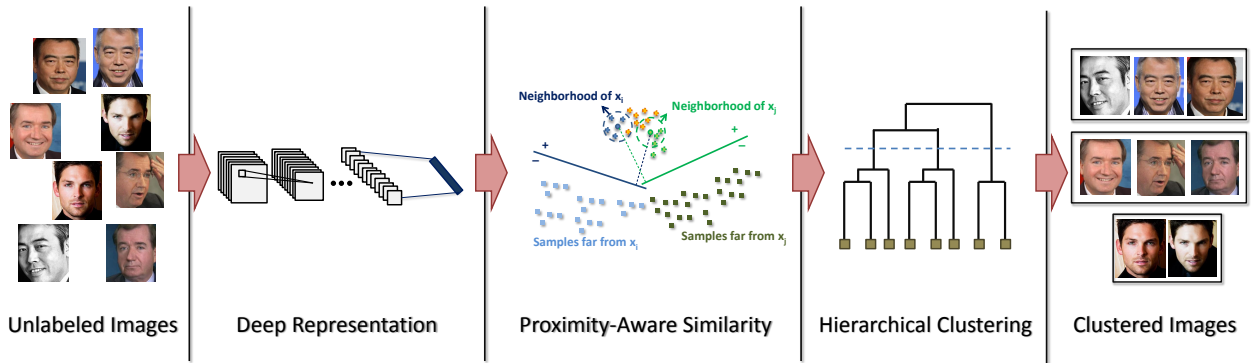 Neighborhood of xi
Neighborhood of xj
+
−
+
−
Samples far from xi
Samples far from xj
Unlabeled Images
Deep Representation
Proximity-Aware Similarity
Hierarchical Clustering
Clustered Images